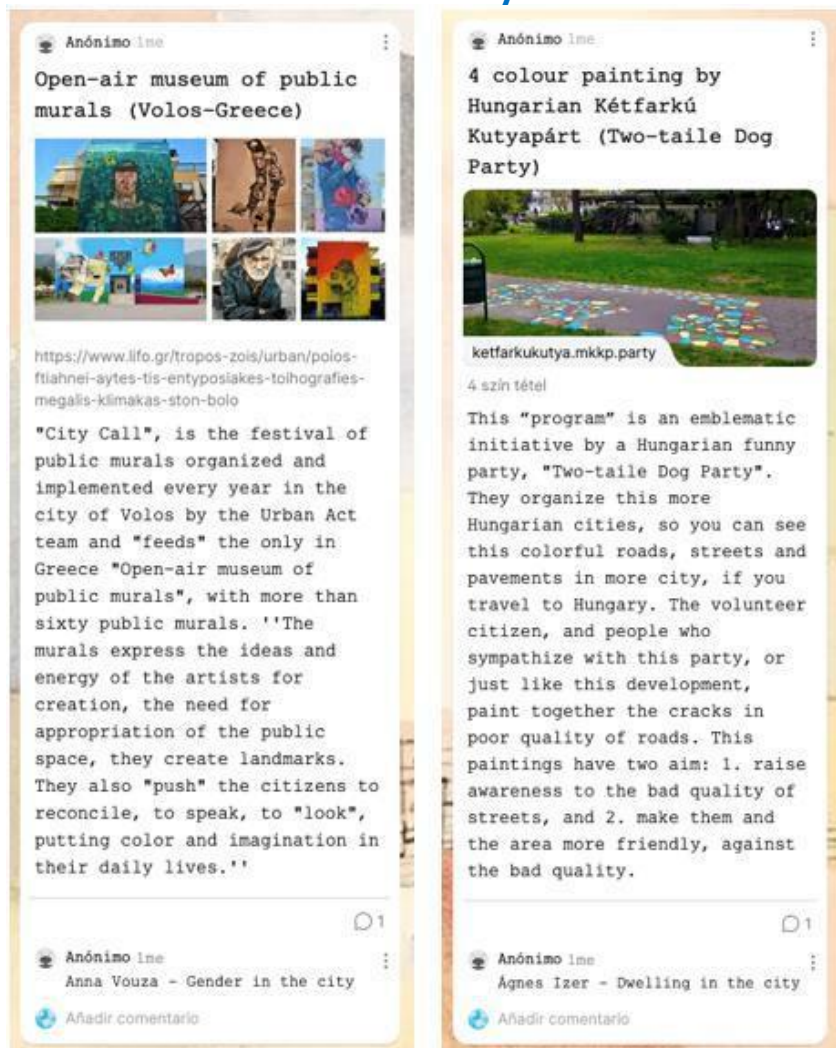 Anónimo 1me
Open-air museum of public
murals (Volos-Greece)
https://www.lifo.gr/tropos-zois/urban/poios-
ftiahnei-aytes-tis-entyposiakes-toihografies-
megalis-klimakas-ston-bolo
"City Call", is the festival of
public murals organized and
implemented every year in the
city of Volos by the Urban Act
team and "feeds" the only in
Greece "Open-air museum of
public murals", with more than
sixty public murals. ''The
murals express the ideas and
energy of the artists for
creation, the need for
appropriation of the public
space, they create landmarks.
They also "push" the citizens to
reconcile, to speak, to "look",
putting color and imagination in
their daily lives.''
1
Anónimo 1me
Anna Vouza - Gender in the city
Añadir comentario
Anónimo 1me
4 colour painting by
Hungarian Kétfarkú
Kutyapárt (Two-taile Dog
Party)
ketfarkukutya.mkkp.party
4 szín tétel
This “program” is an emblematic
initiative by a Hungarian funny
party, "Two-taile Dog Party".
They organize this more
Hungarian cities, so you can see
this colorful roads, streets and
pavements in more city, if you
travel to Hungary. The volunteer
citizen, and people who
sympathize with this party, or
just like this development,
paint together the cracks in
poor quality of roads. This
paintings have two aim: 1. raise
awareness to the bad quality of
streets, and 2. make them and
the area more friendly, against
the bad quality.
1
Anónimo 1me
Ágnes Izer - Dwelling in the city
Añadir comentario